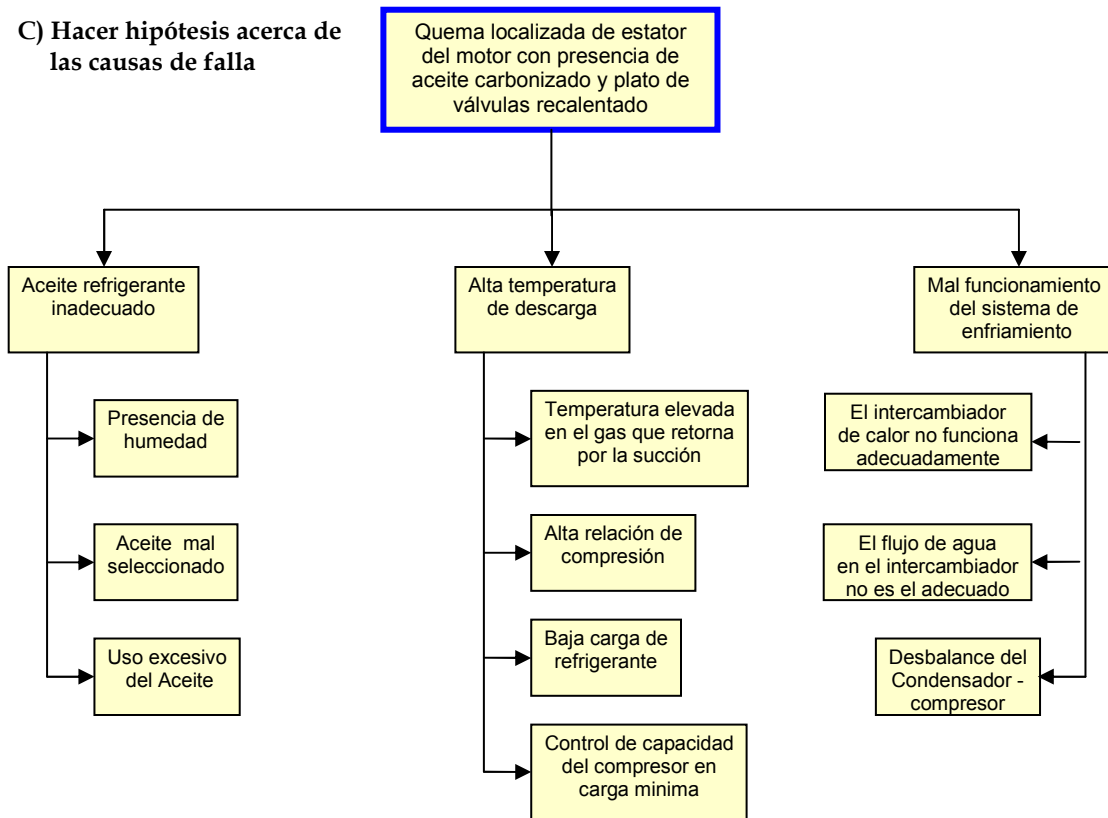 C) Hacer hipótesis acerca de
las causas de falla
Quema localizada de estator
del motor con presencia de
aceite carbonizado y plato de
válvulas recalentado
Aceite refrigerante
inadecuado
Presencia de
humedad
Aceite mal
seleccionado
Uso excesivo
del Aceite
Alta temperatura
de descarga
Temperatura elevada
en el gas que retorna
por la succión
Alta relación de
compresión
Baja carga de
refrigerante
Control de capacidad
del compresor en
carga minima
Mal funcionamiento
del sistema de
enfriamiento
El intercambiador
de calor no funciona
adecuadamente
El flujo de agua
en el intercambiador
no es el adecuado
Desbalance del
Condensador -
compresor